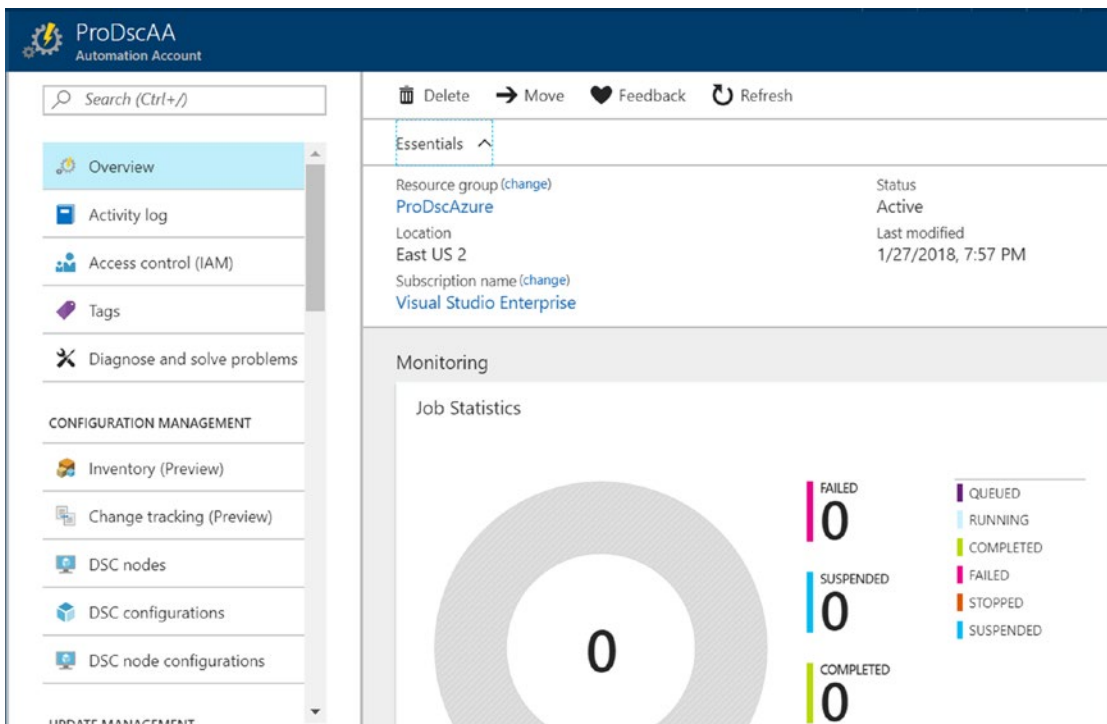 ProDscAA
Automation Account
Search (Ctrl+/)
Overview
Activity log
Access control (IAM)
Tags
Diagnose and solve problems
CONFIGURATION MANAGEMENT
Inventory (Preview)
Change tracking (Preview)
DSC nodes
DSC configurations
DSC node configurations
UPDATE MANAGEMENT
Delete
Move
Feedback
Refresh
Essentials
Resource group (change)
ProDscAzure
Location
East US 2
Subscription name (change)
Visual Studio Enterprise
Status
Active
Last modified
1/27/2018, 7:57 PM
Monitoring
Job Statistics
0
FAILED
0
SUSPENDED
0
COMPLETED
0
QUEUED
RUNNING
COMPLETED
FAILED
STOPPED
SUSPENDED